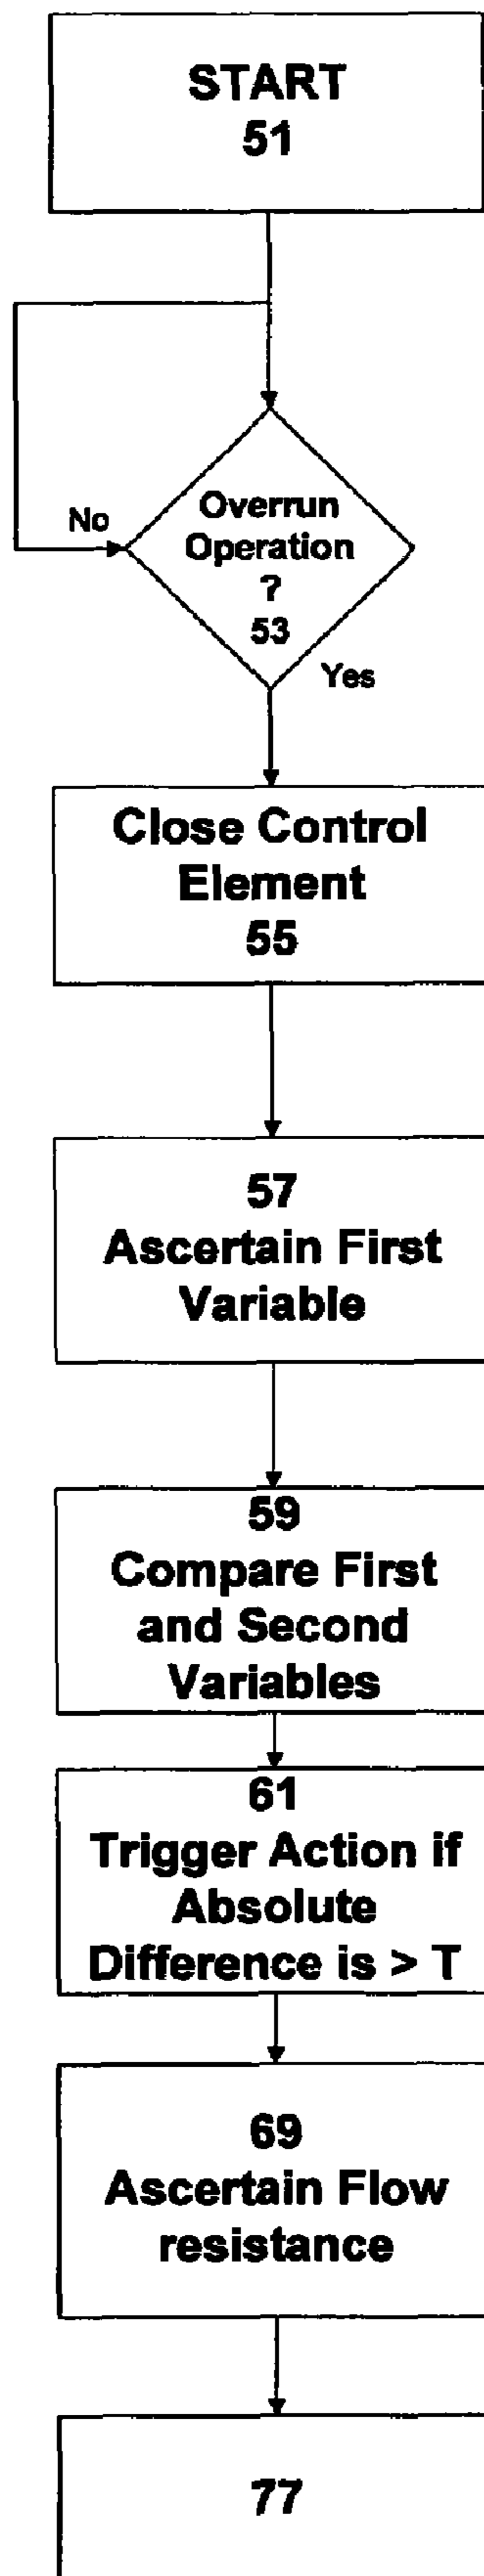 START
51
Overrun
Operation
?
53
No
Yes
Close Control
Element
55
57
Ascertain First
Variable
59
Compare First
and Second
Variables
61
Trigger Action if
Absolute
Difference is > T
69
Ascertain Flow
resistance
77